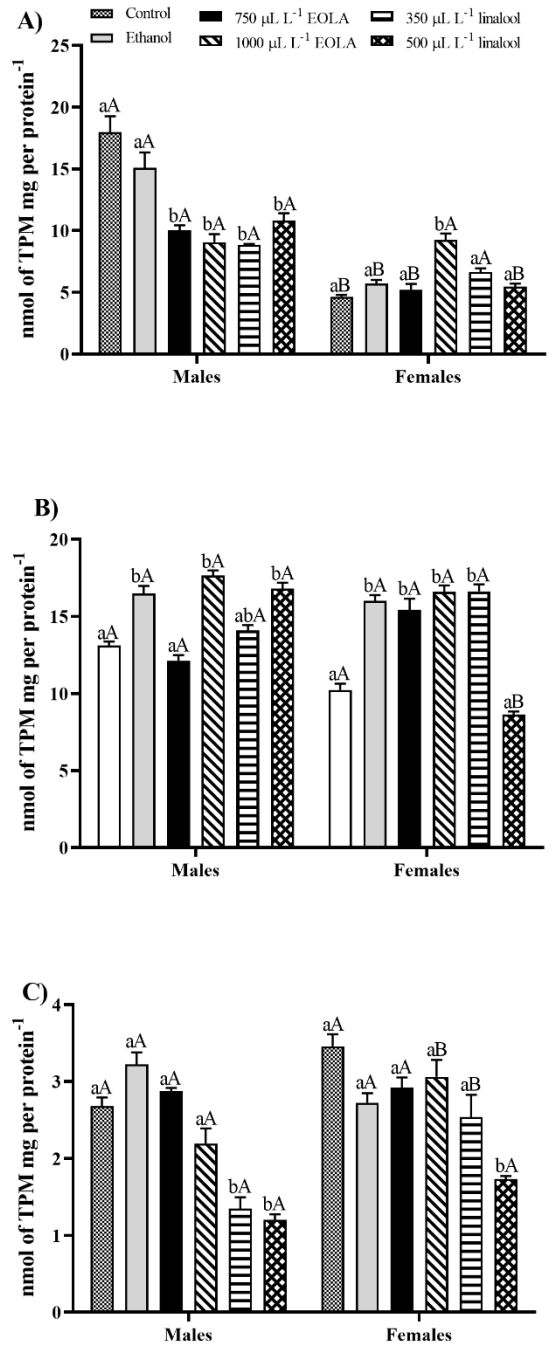 A)
Control 750 μL L⁻¹ EOLA 350 μL L⁻¹ linalool
Ethanol 1000 μL L⁻¹ EOLA 500 μL L⁻¹ linalool
nmol of TPM mg per protein⁻¹
25
20
15
10
5
0
aA aA bA bA bA bA aB aB aB bA aA aB
Males Females
B)
nmol of TPM mg per protein⁻¹
20
15
10
5
0
aA bA aA bA abA bA aA bA bA bA bA aB
Males Females
C)
nmol of TPM mg per protein⁻¹
4
3
2
1
0
aA aA aA aA bA bA aA aA aA aB aB bA
Males Females